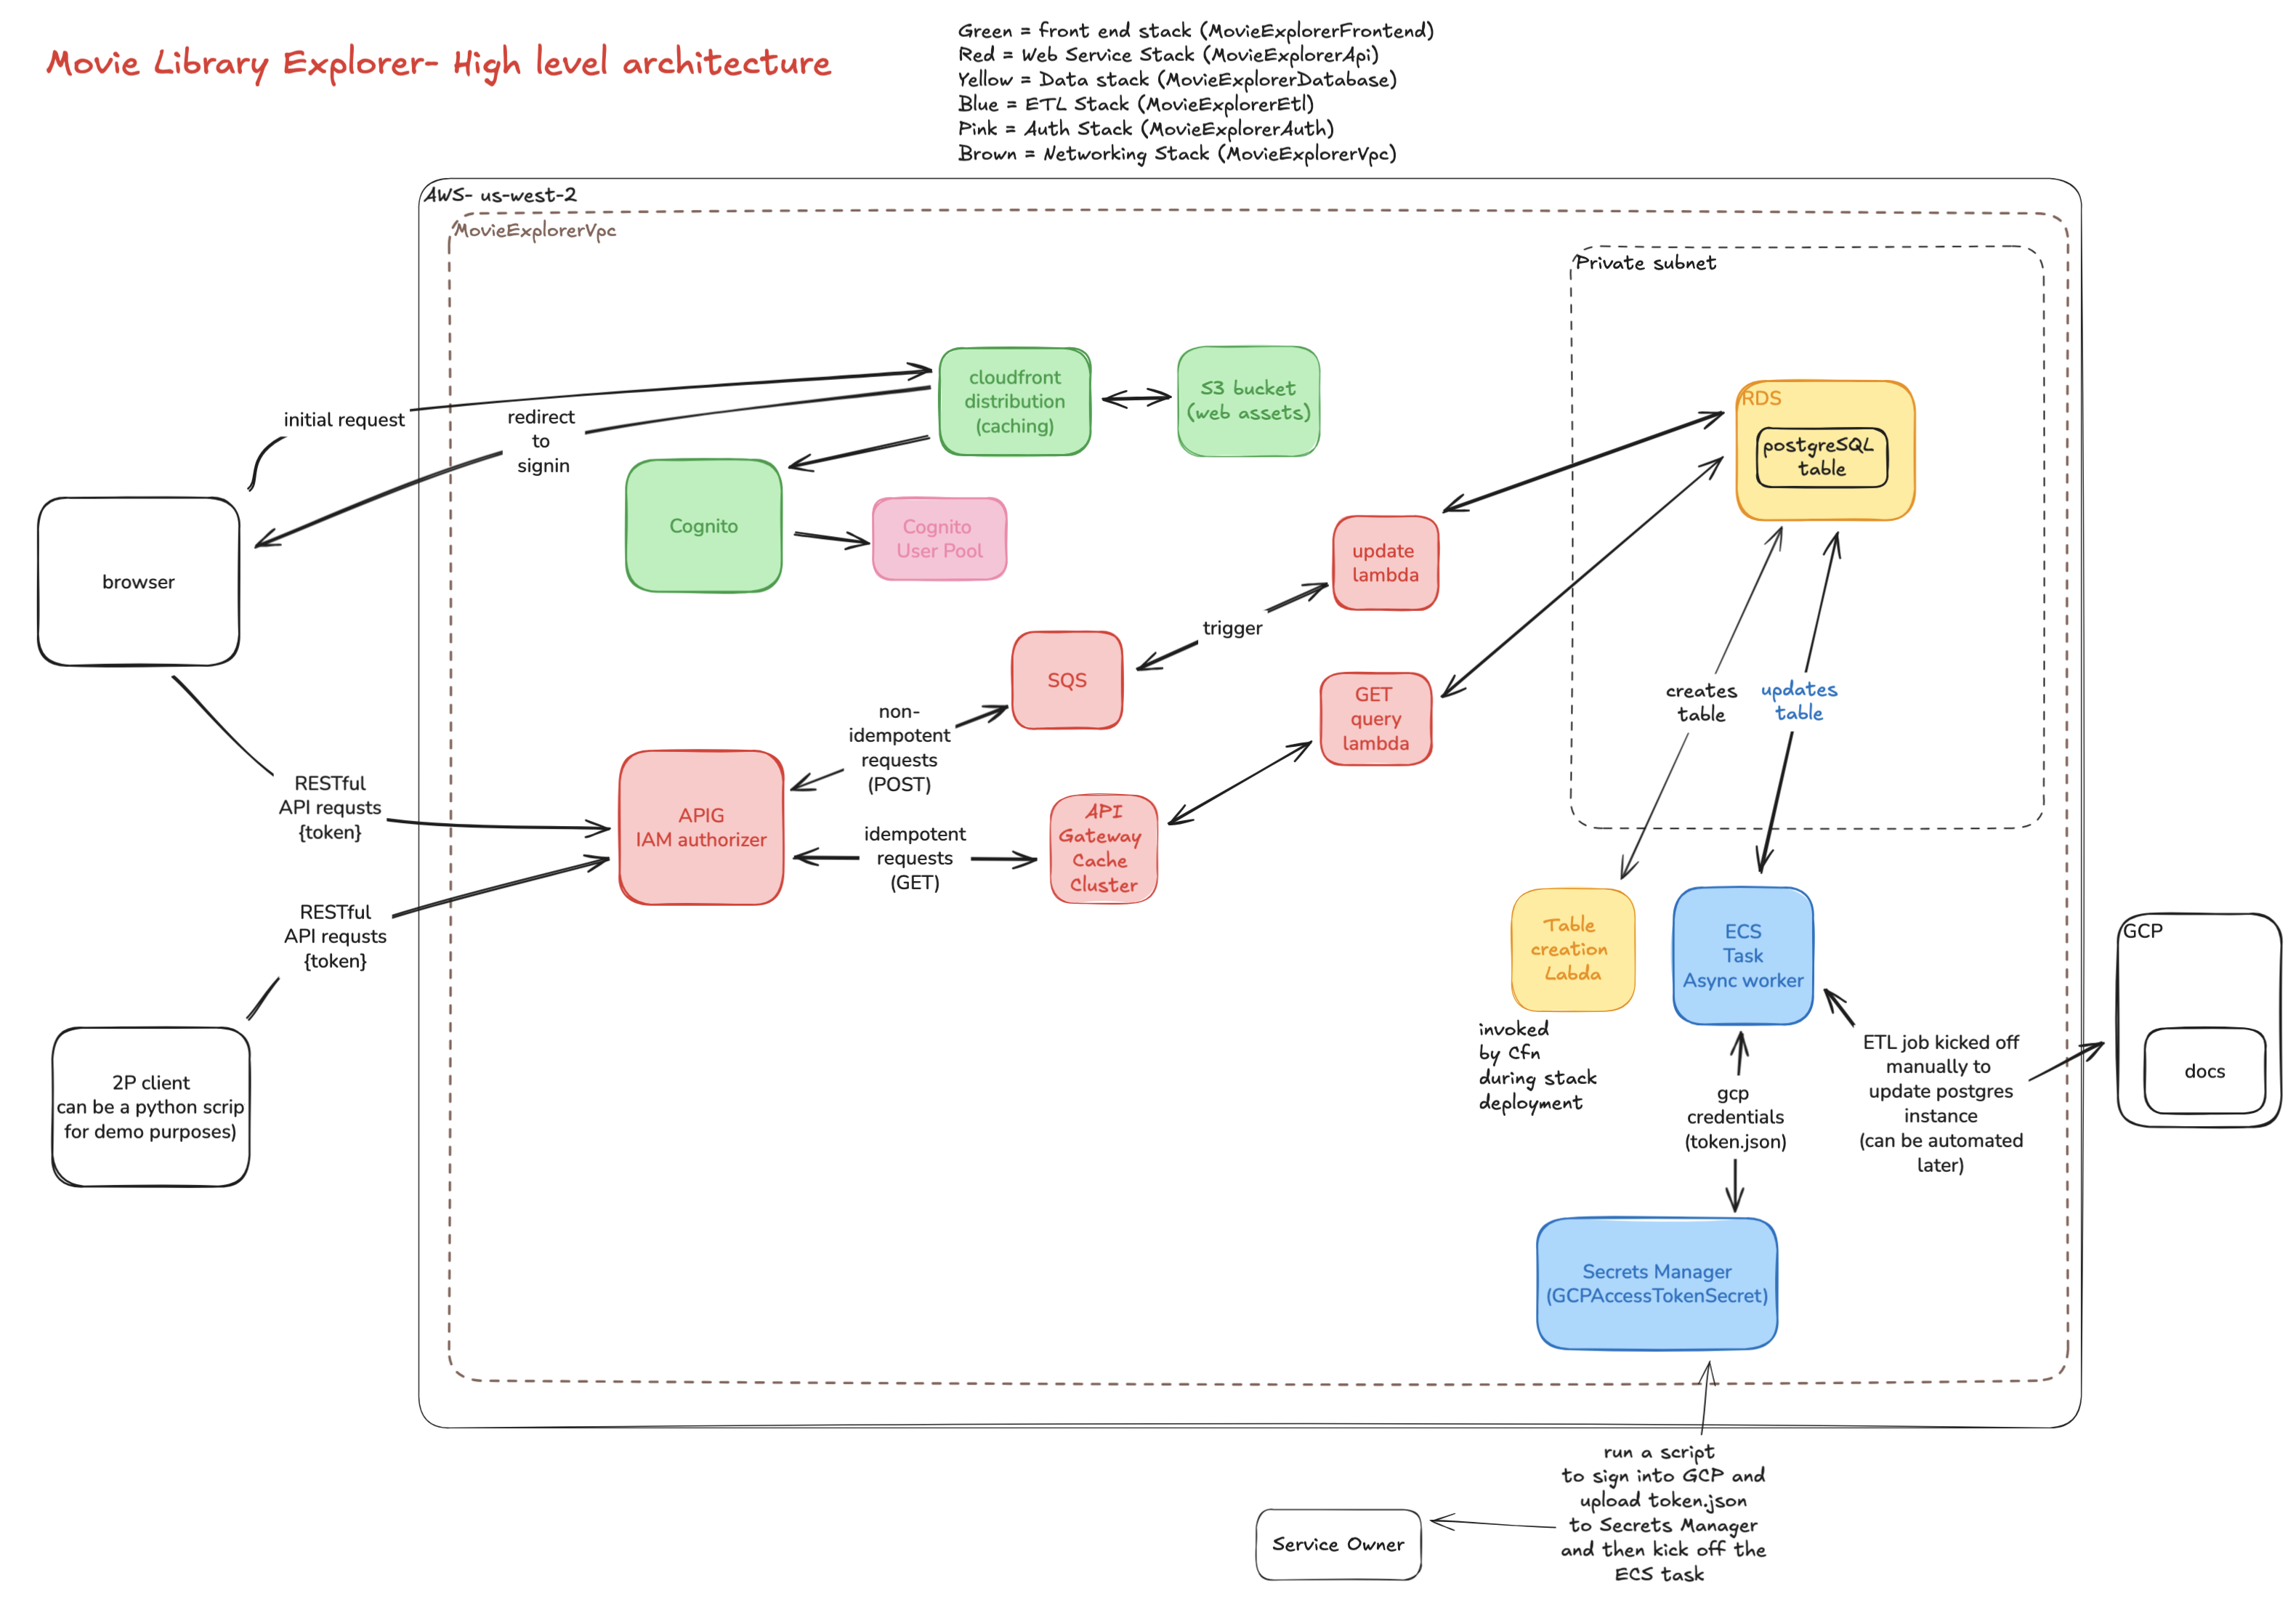 Movie Library Explorer- High level architecture
Green = front end stack (MovieExplorerFrontend)
Red = Web Service Stack (MovieExplorerApi)
Yellow = Data stack (MovieExplorerDatabase)
Blue = ETL Stack (MovieExplorerEtl)
Pink = Auth Stack (MovieExplorerAuth)
Brown = Networking Stack (MovieExplorerVpc)
AWS- us-west-2
MovieExplorerVpc
Private subnet
initial request
redirect
to
signin
cloudfront
distribution
(caching)
S3 bucket
(web assets)
RDS
postgreSQL
table
browser
Cognito
Cognito
User Pool
update
lambda
trigger
SQS
GET
query
lambda
creates
table
updates
table
non-
idempotent
requests
(POST)
RESTful
API requsts
{token}
APIG
IAM authorizer
idempotent
requests
(GET)
API
Gateway
Cache
Cluster
RESTful
API requsts
{token}
Table
creation
Labda
ECS
Task
Async worker
GCP
docs
invoked
by Cfn
during stack
deployment
gcp
credentials
(token.json)
ETL job kicked off
manually to
update postgres
instance
(can be automated
later)
2P client
can be a python scrip
for demo purposes)
Secrets Manager
(GCPAccessTokenSecret)
run a script
to sign into GCP and
upload token.json
to Secrets Manager
and then kick off the
ECS task
Service Owner